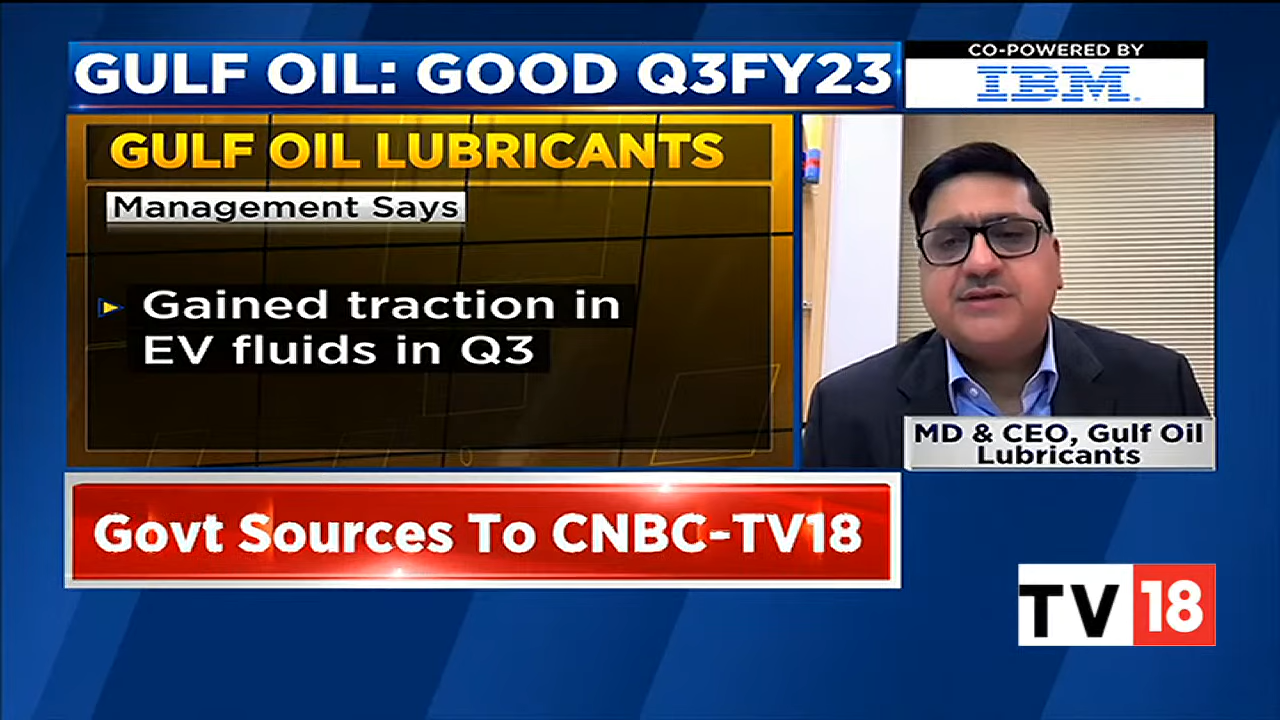 GULF OIL: GOOD Q3FY23
CO-POWERED BY
IBM
GULF OIL LUBRICANTS
Management Says
Gained traction in
EV fluids in Q3
MD & CEO, Gulf Oil
Lubricants
Govt Sources To CNBC-TV18
TV18